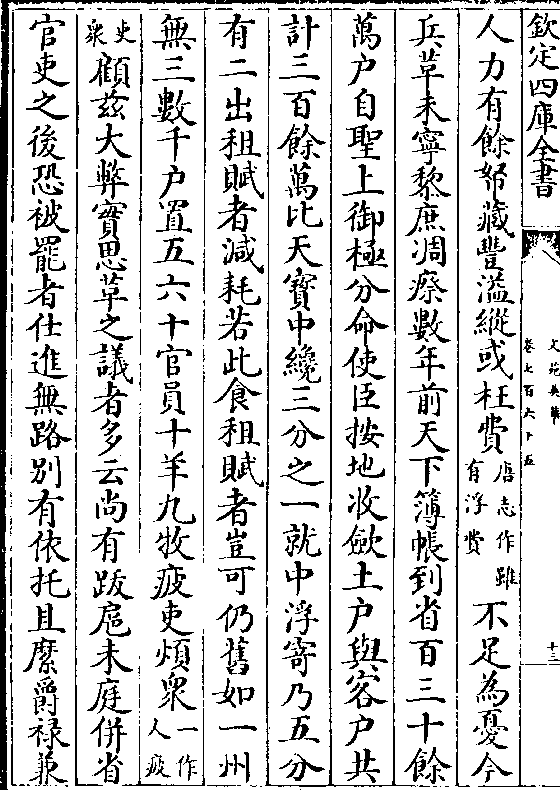 欽定四庫全書
文苑英華
卷七百六十五
十三
人力有餘帑藏豐溢縱或枉費唐志作雖有浮費不足為憂今
兵革未寧黎庶凋瘵數年前天下簿帳到省百三十餘
萬户自聖上御極分命使臣按地收歛土户與客户共
計三百餘萬比天寳中纔三分之一就中浮寄乃五分
有二出租賦者減耗若此食租賦者豈可仍舊如一州
無三數千户置五六十官員十羊九牧疲吏煩衆一作人疲
吏衆顧兹大弊實思革之議者多云尚有跋扈未庭併省
官吏之後恐被罷者仕進無路别有依托且縻爵禄兼